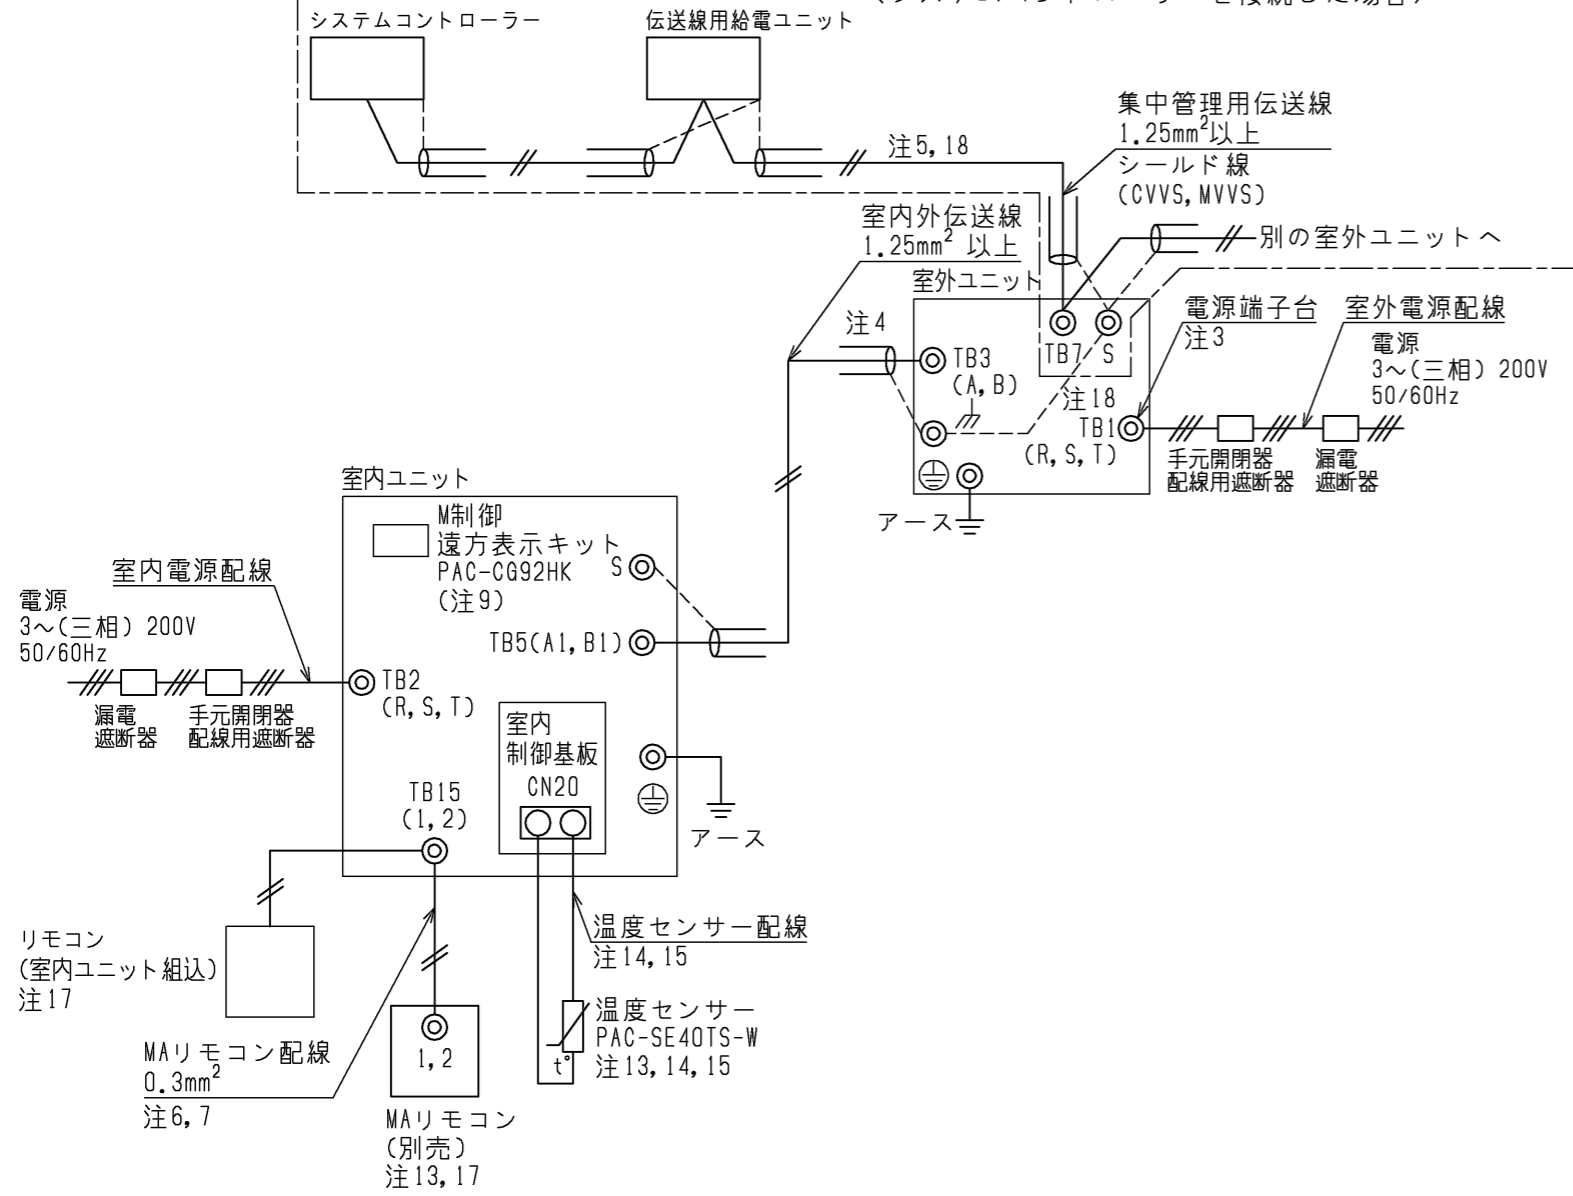 システムコントローラー
伝送線用給電ユニット
集中管理用伝送線
1.25mm²以上
シールド線
(CVVS,MVVS)
注5,18
室内外伝送線
1.25mm² 以上
別の室外ユニットへ
室外ユニット
注4
TB3
(A,B)
TB7
S
注18
TB1
(R,S,T)
アース
電源端子台
注3
室外電源配線
電源
3～(三相) 200V
50/60Hz
手元開閉器
配線用遮断器
漏電
遮断器
室内ユニット
M制御
遠方表示キット
PAC-CG92HK
(注9)
S
TB5(A1,B1)
室内電源配線
電源
3～(三相) 200V
50/60Hz
漏電
遮断器
手元開閉器
配線用遮断器
TB2
(R,S,T)
室内
制御基板
CN20
TB15
(1,2)
アース
リモコン
(室内ユニット組込)
注17
温度センサー配線
注14,15
温度センサー
PAC-SE40TS-W
注13,14,15
t°
MAリモコン配線
0.3mm²
注6,7
1,2
MAリモコン
(別売)
注13,17